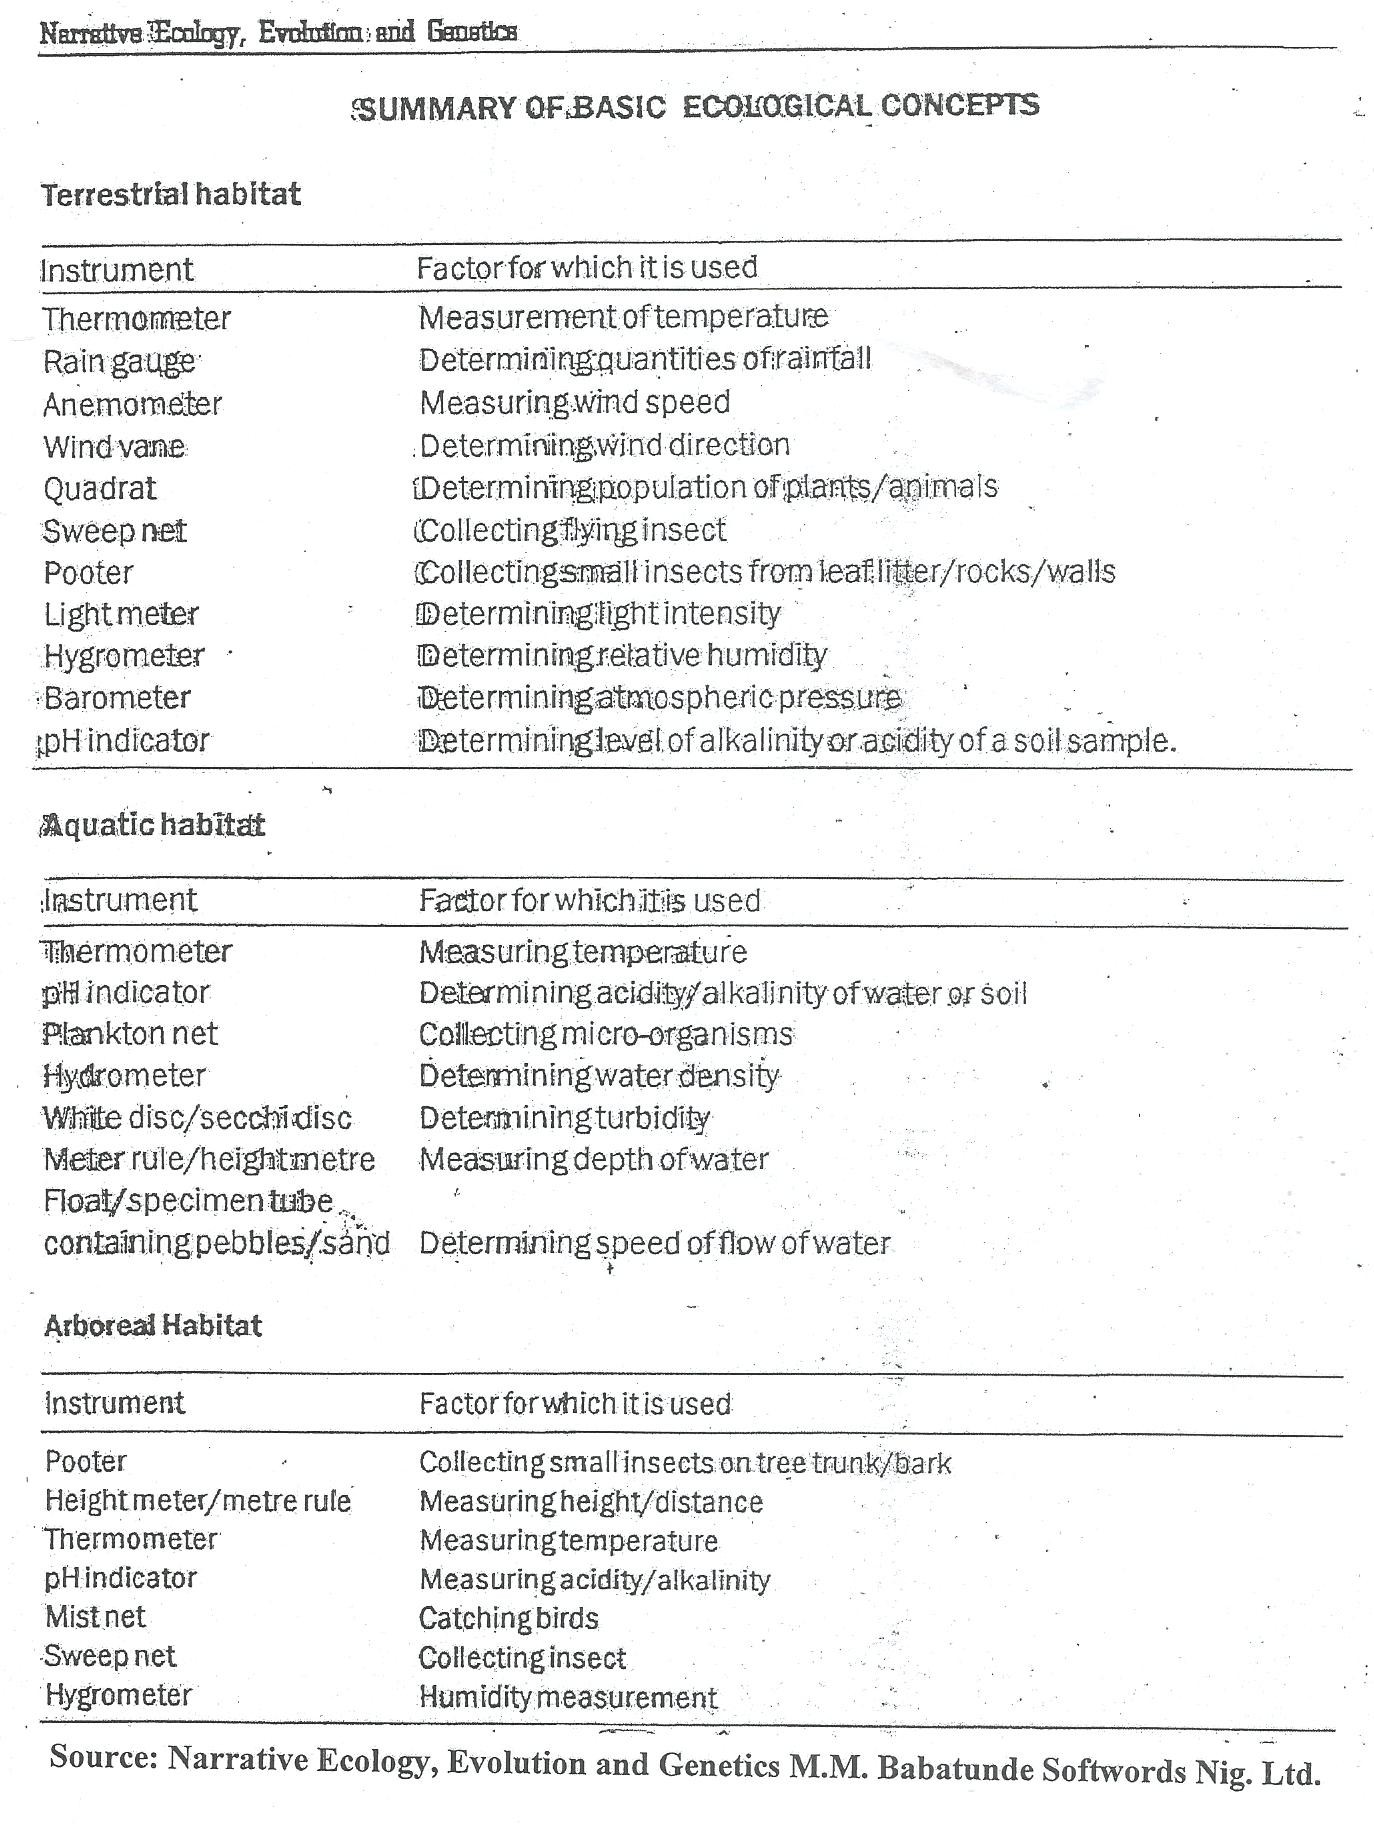 Narrative Ecology, Evolution and Genetics
SUMMARY OF BASIC ECOLOGICAL CONCEPTS
Terrestrial habitat
Instrument Factor for which it is used
Thermometer Measurement of temperature
Rain gauge Determining quantities of rainfall
Anemometer Measuring wind speed
Wind vane Determining wind direction
Quadrat Determining population of plants/animals
Sweep net Collecting flying insect
Pooter Collecting small insects from leaf litter/rocks/walls
Light meter Determining light intensity
Hygrometer Determining relative humidity
Barometer Determining atmospheric pressure
pH indicator Determining level of alkalinity or acidity of a soil sample.
Aquatic habitat
Instrument Factor for which it is used
Thermometer Measuring temperature
pH indicator Determining acidity/alkalinity of water or soil
Plankton net Collecting micro-organisms
Hydrometer Determining water density
White disc/secchi disc Determining turbidity
Meter rule/height metre Measuring depth of water
Float/specimen tube
containing pebbles/sand Determining speed of flow of water
Arboreal Habitat
Instrument Factor for which it is used
Pooter Collecting small insects on tree trunk/bark
Height meter/metre rule Measuring height/distance
Thermometer Measuring temperature
pH indicator Measuring acidity/alkalinity
Mist net Catching birds
Sweep net Collecting insect
Hygrometer Humidity measurement
Source: Narrative Ecology, Evolution and Genetics M.M. Babatunde Softwords Nig. Ltd.